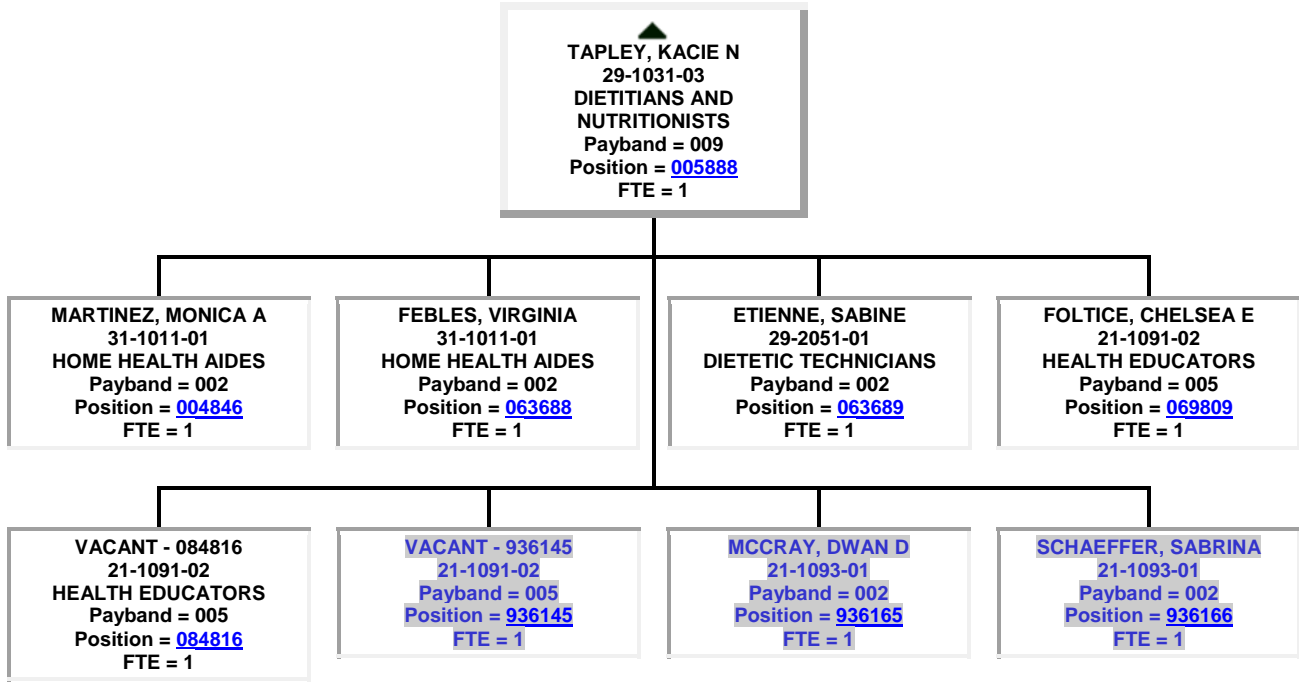 TAPLEY, KACIE N
29-1031-03
DIETITIANS AND
NUTRITIONISTS
Payband = 009
Position = 005888
FTE = 1
MARTINEZ, MONICA A
31-1011-01
HOME HEALTH AIDES
Payband = 002
Position = 004846
FTE = 1
FEBLES, VIRGINIA
31-1011-01
HOME HEALTH AIDES
Payband = 002
Position = 063688
FTE = 1
ETIENNE, SABINE
29-2051-01
DIETETIC TECHNICIANS
Payband = 002
Position = 063689
FTE = 1
FOLTICE, CHELSEA E
21-1091-02
HEALTH EDUCATORS
Payband = 005
Position = 069809
FTE = 1
VACANT - 084816
21-1091-02
HEALTH EDUCATORS
Payband = 005
Position = 084816
FTE = 1
VACANT - 936145
21-1091-02
Payband = 005
Position = 936145
FTE = 1
MCCRAY, DWAN D
21-1093-01
Payband = 002
Position = 936165
FTE = 1
SCHAEFFER, SABRINA
21-1093-01
Payband = 002
Position = 936166
FTE = 1